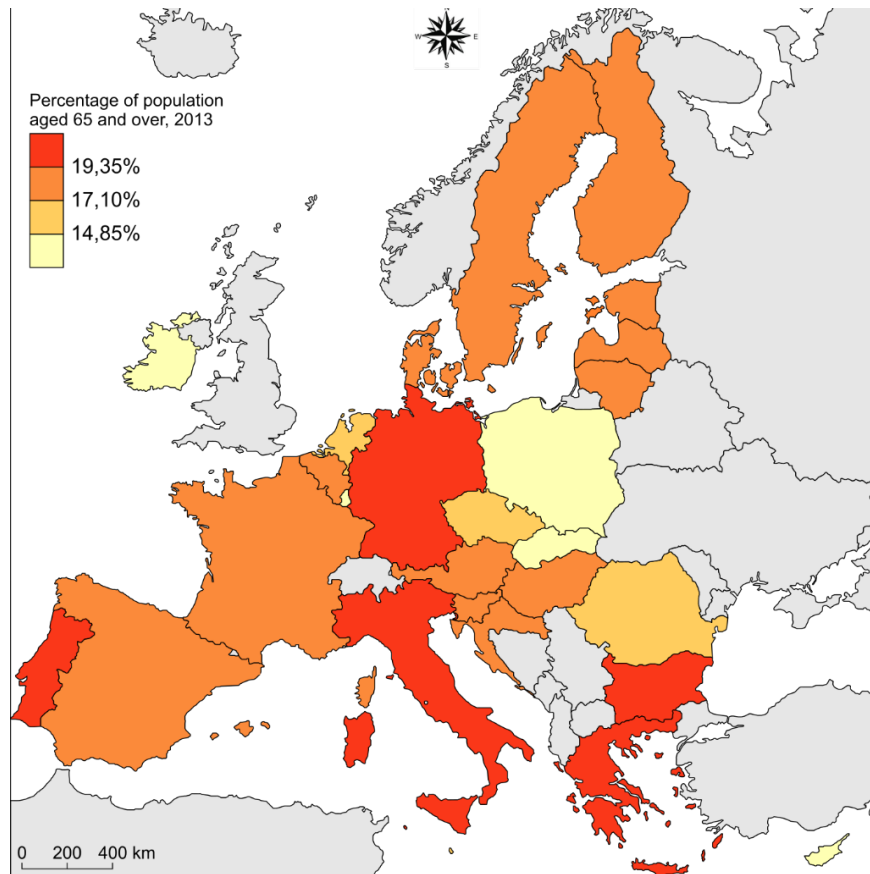 N
W E
S
Percentage of population
aged 65 and over, 2013
19,35%
17,10%
14,85%
0 200 400 km